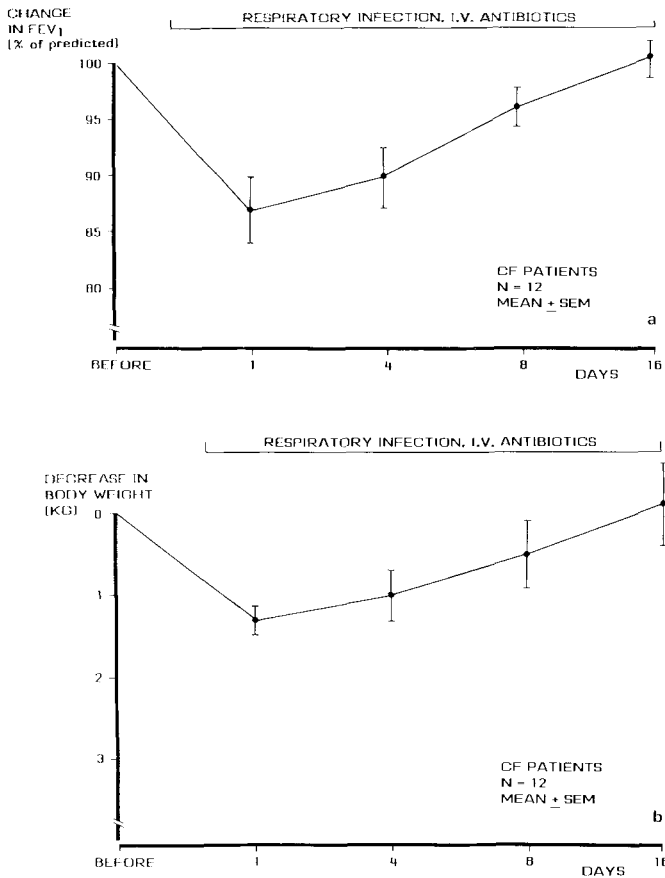 CHANGE
IN FEV1
[% of predicted]
RESPIRATORY INFECTION, I.V. ANTIBIOTICS
100
95
90
85
80
CF PATIENTS
N = 12
MEAN ± SEM
a
BEFORE 1 4 8 16
DAYS
RESPIRATORY INFECTION, I.V. ANTIBIOTICS
DECREASE IN
BODY WEIGHT
[KG]
0
1
2
3
CF PATIENTS
N = 12
MEAN ± SEM
b
BEFORE 1 4 8 16
DAYS